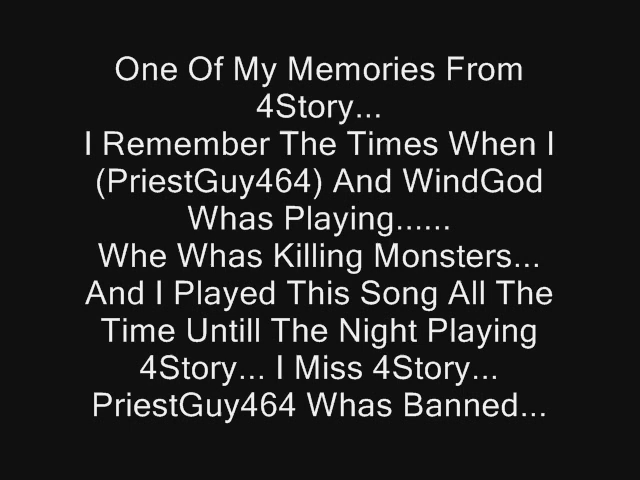 One Of My Memories From
4Story...
I Remember The Times When I
(PriestGuy464) And WindGod
Whas Playing......
Whe Whas Killing Monsters...
And I Played This Song All The
Time Untill The Night Playing
4Story... I Miss 4Story...
PriestGuy464 Whas Banned...